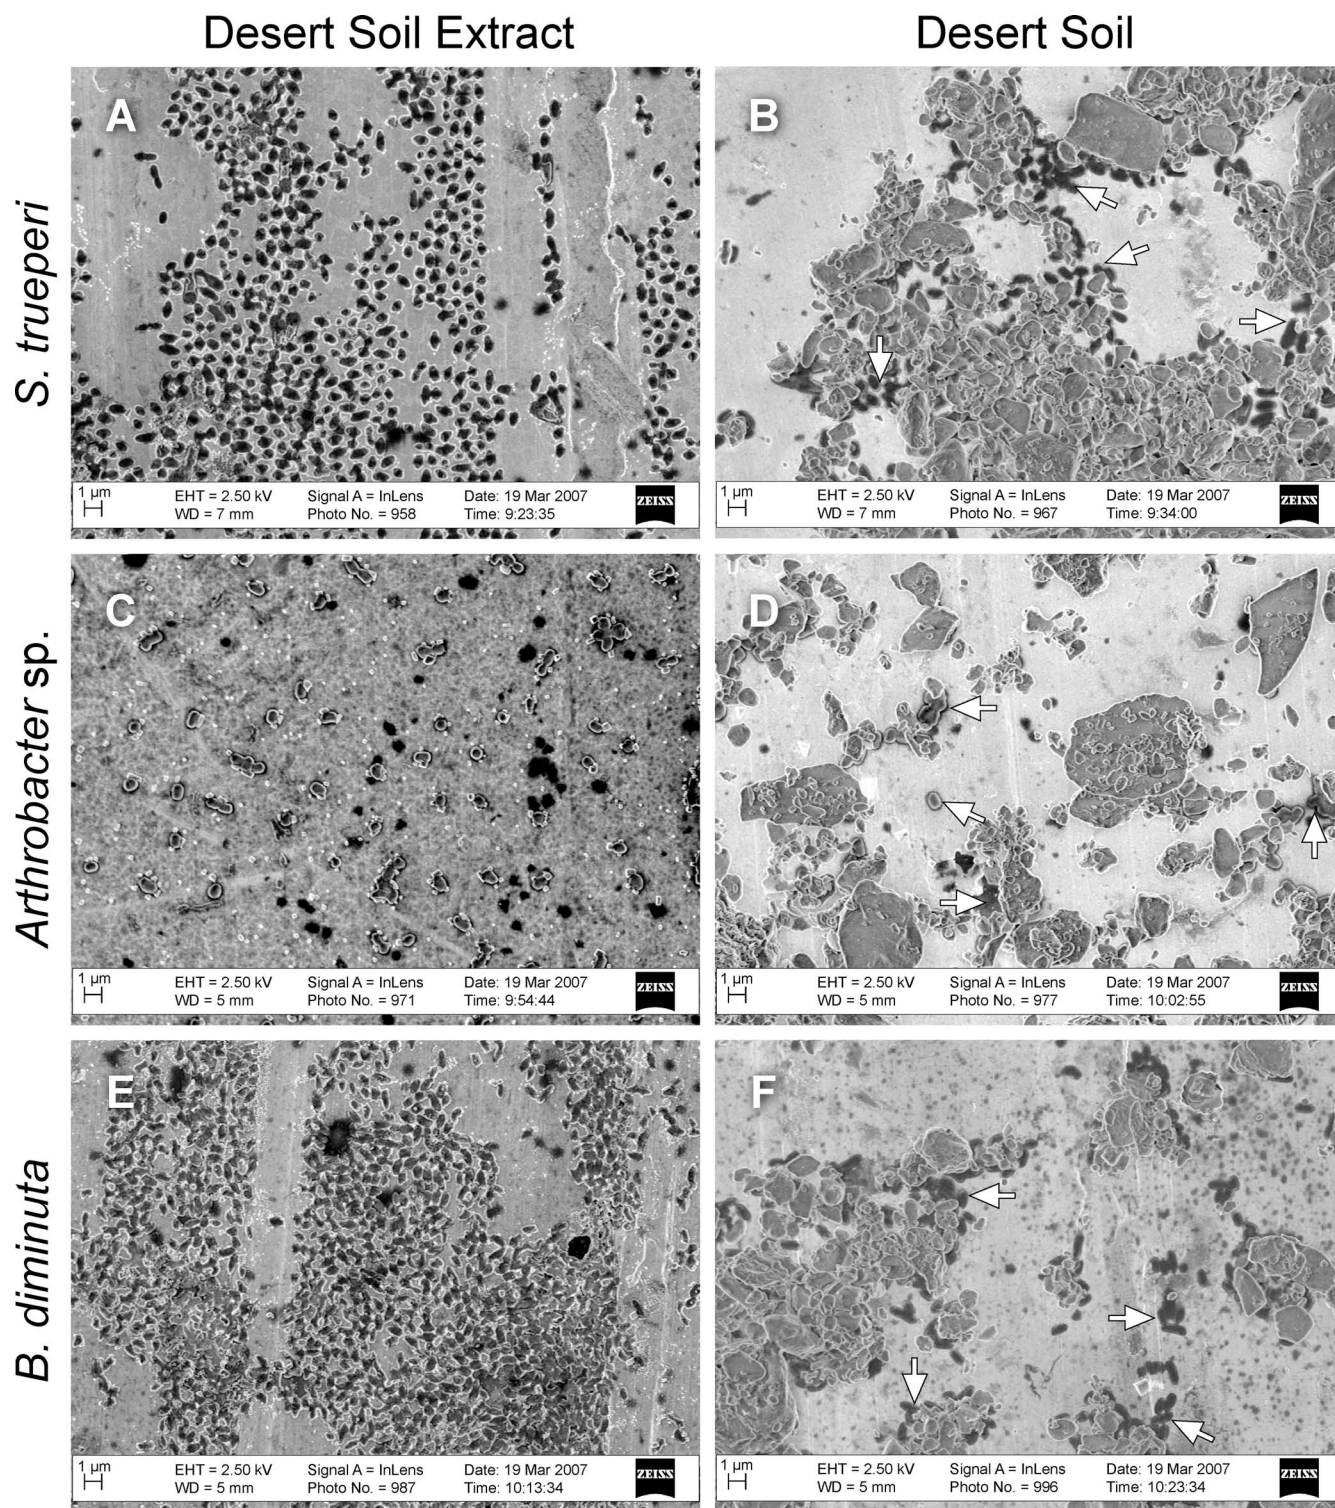 Desert Soil Extract
Desert Soil
S. trueperi
A
1 µm
EHT = 2.50 kV Signal A = InLens Date: 19 Mar 2007
WD = 7 mm Photo No. = 958 Time: 9:23:35
ZEISS
B
1 µm
EHT = 2.50 kV Signal A = InLens Date: 19 Mar 2007
WD = 7 mm Photo No. = 967 Time: 9:34:00
ZEISS
Arthrobacter sp.
C
1 µm
EHT = 2.50 kV Signal A = InLens Date: 19 Mar 2007
WD = 5 mm Photo No. = 971 Time: 9:54:44
ZEISS
D
1 µm
EHT = 2.50 kV Signal A = InLens Date: 19 Mar 2007
WD = 5 mm Photo No. = 977 Time: 10:02:55
ZEISS
B. diminuta
E
1 µm
EHT = 2.50 kV Signal A = InLens Date: 19 Mar 2007
WD = 5 mm Photo No. = 987 Time: 10:13:34
ZEISS
F
1 µm
EHT = 2.50 kV Signal A = InLens Date: 19 Mar 2007
WD = 5 mm Photo No. = 996 Time: 10:23:34
ZEISS